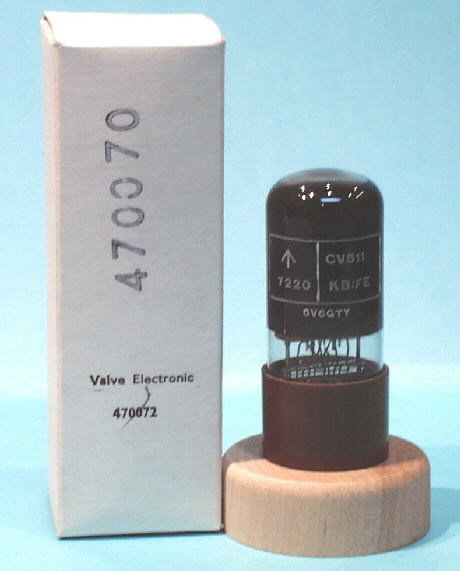 470070
Valve Electronic
470072
↑
7220
CV511
KB/FE
6V6GTY